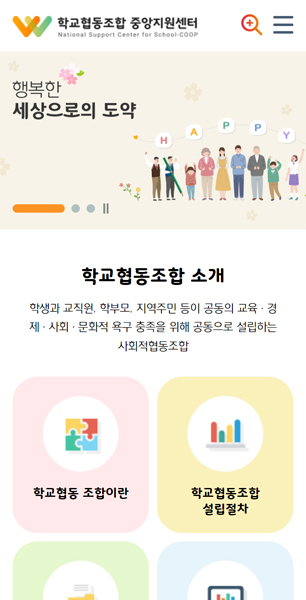 학교협동조합 중앙지원센터
National Support Center for School-COOP
행복한
세상으로의 도약
H A P P Y
학교협동조합 소개
학생과 교직원, 학부모, 지역주민 등이 공동의 교육 · 경
제 · 사회 · 문화적 욕구 충족을 위해 공동으로 설립하는
사회적협동조합
학교협동 조합이란
학교협동조합
설립절차